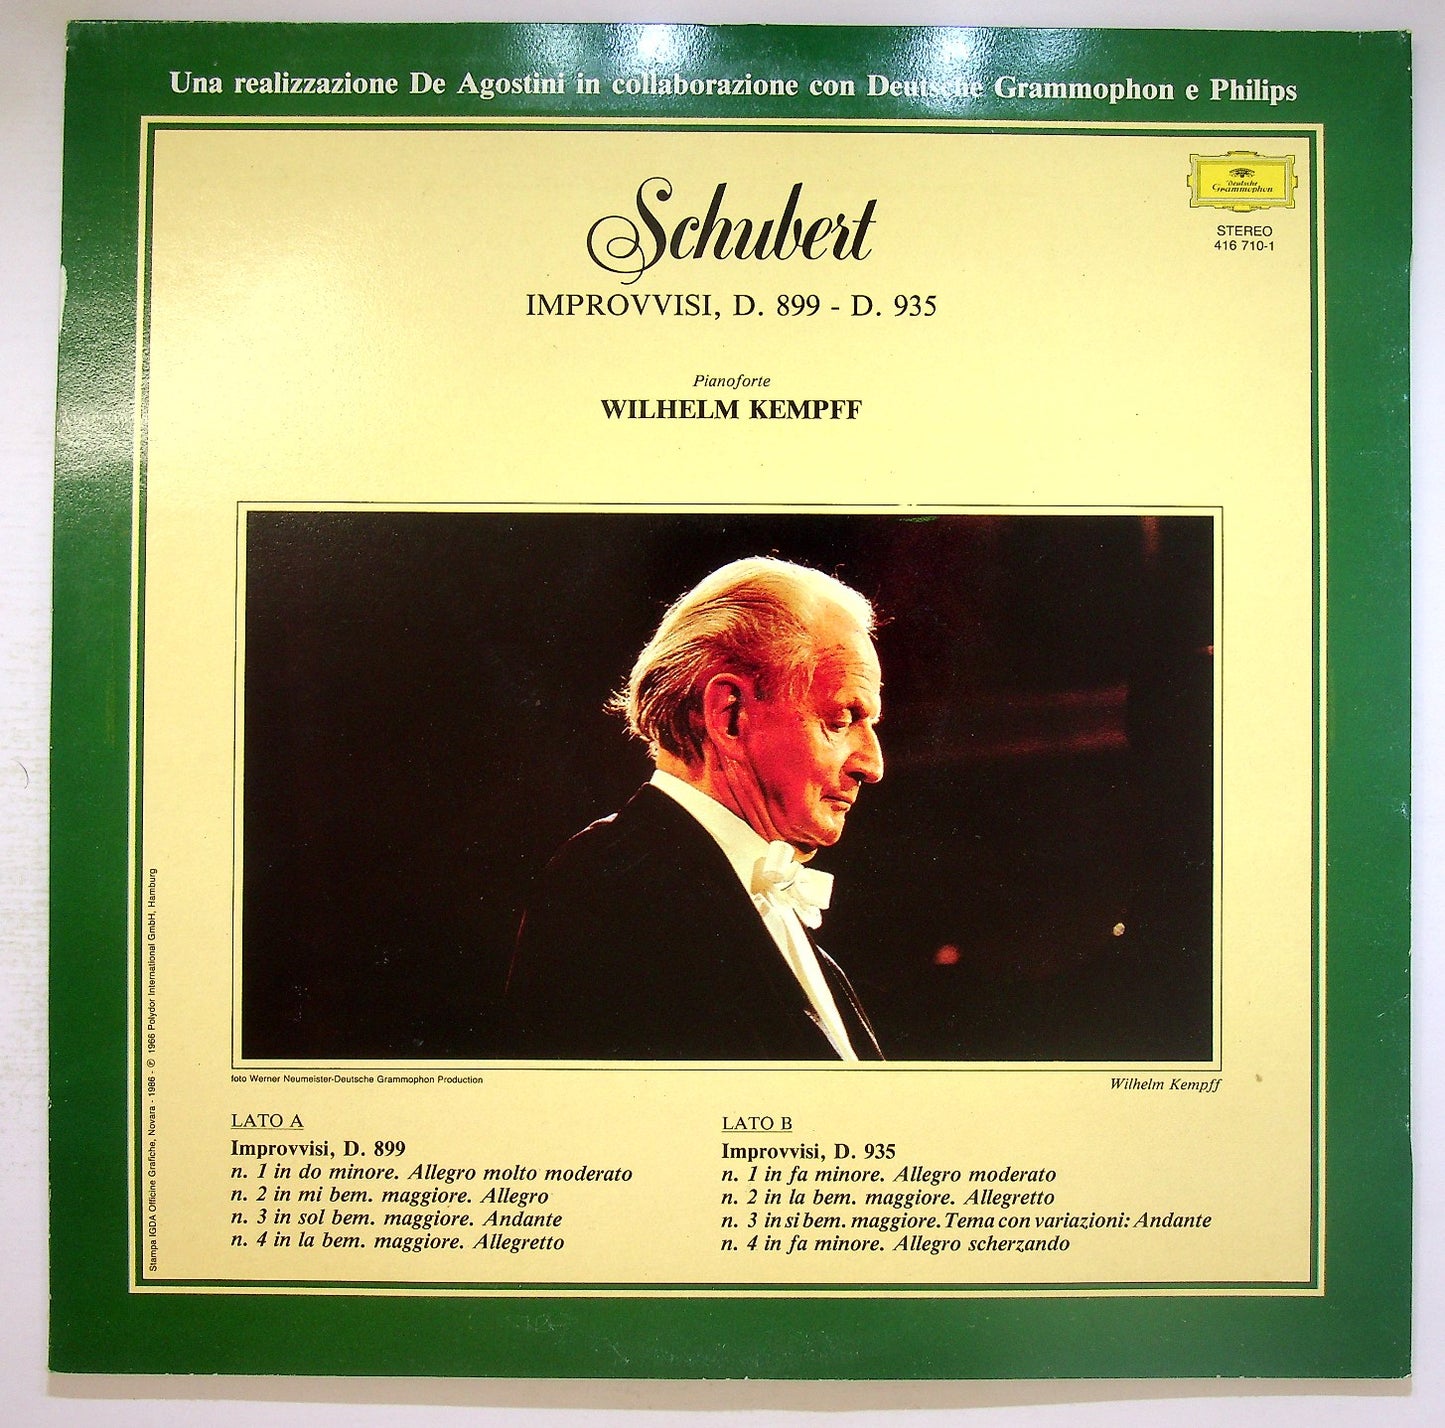 Una realizzazione De Agostini in collaborazione con Deutsche Grammophon e Philips
Deutsche
Grammophon
STEREO
416 710-1
Schubert
IMPROVVISI, D. 899 - D. 935
Pianoforte
WILHELM KEMPFF
foto Werner Neumeister-Deutsche Grammophon Production
Wilhelm Kempff
LATO A
Improvvisi, D. 899
n. 1 in do minore. Allegro molto moderato
n. 2 in mi bem. maggiore. Allegro
n. 3 in sol bem. maggiore. Andante
n. 4 in la bem. maggiore. Allegretto
LATO B
Improvvisi, D. 935
n. 1 in fa minore. Allegro moderato
n. 2 in la bem. maggiore. Allegretto
n. 3 in si bem. maggiore. Tema con variazioni: Andante
n. 4 in fa minore. Allegro scherzando
Stampa IGDA Officine Grafiche, Novara - 1986 - ℗ 1966 Polydor International GmbH, Hamburg